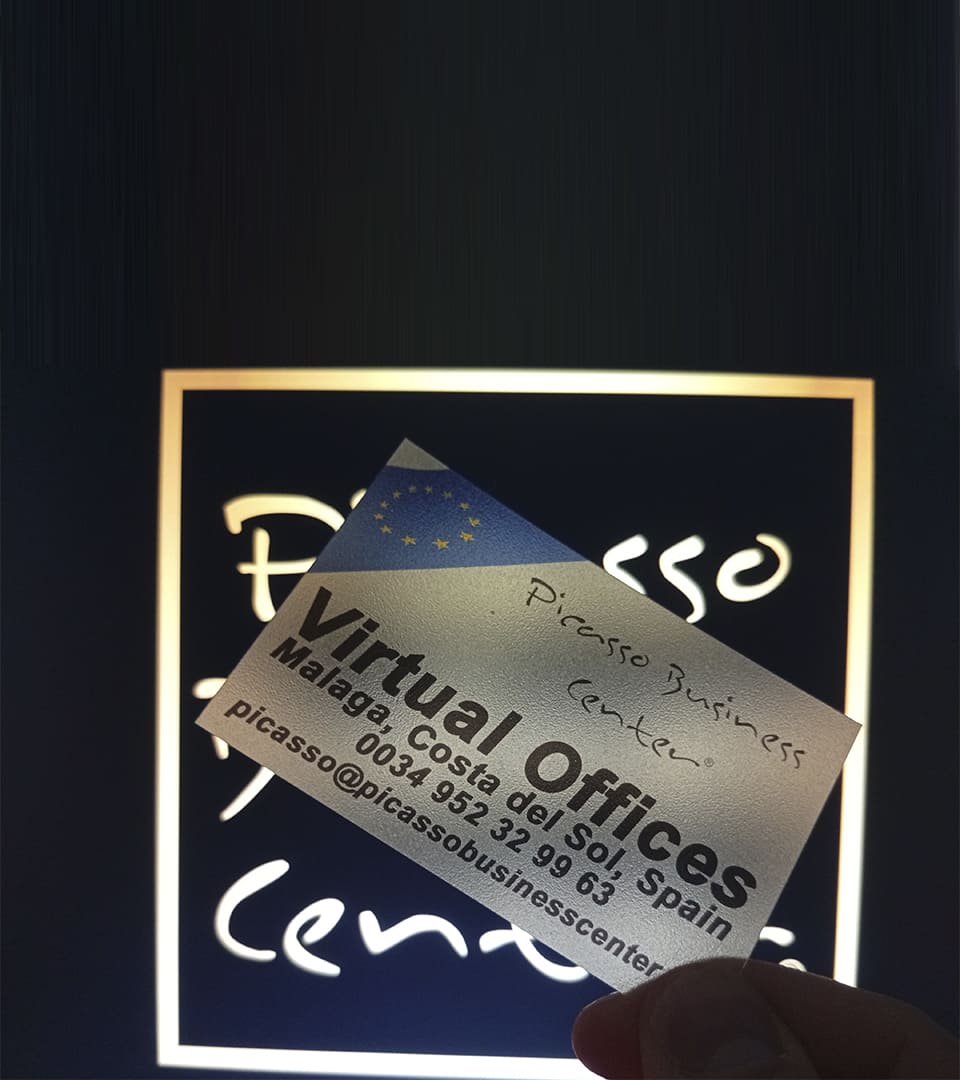 Picasso Business
Center®
Virtual Offices
Malaga, Costa del Sol, Spain
0034 952 32 99 63
picasso@picassobusinesscenter